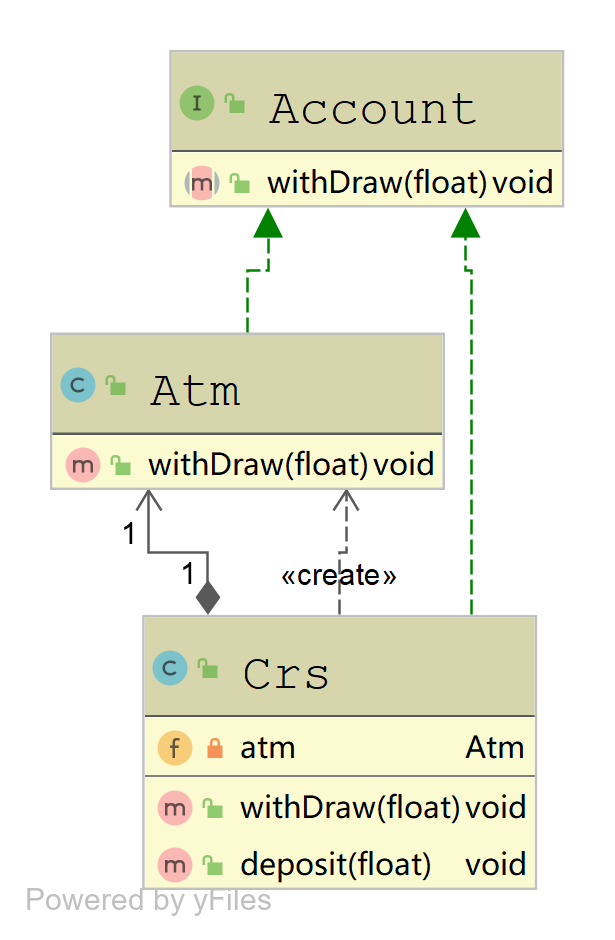 I Account
m withDraw(float) void
C Atm
m withDraw(float) void
1
1
«create»
C Crs
f atm Atm
m withDraw(float) void
m deposit(float) void
Powered by yFiles